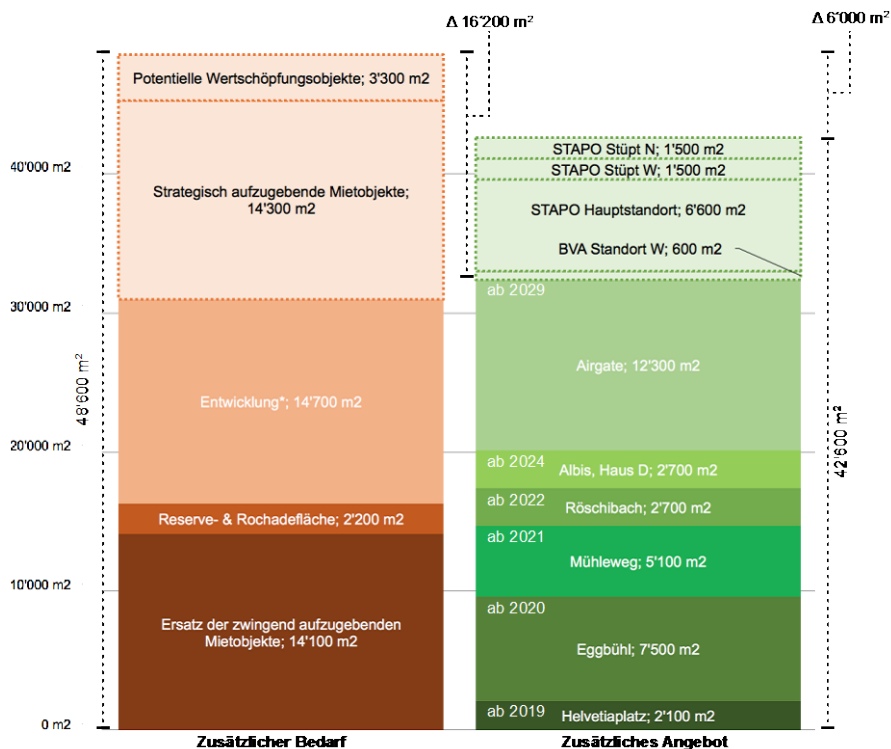 Δ 16'200 m²
Δ 6'000 m²
Potentielle Wertschöpfungsobjekte; 3'300 m2
Strategisch aufzugebende Mietobjekte;
14'300 m2
Entwicklung*; 14'700 m2
Reserve- & Rochadefläche; 2'200 m2
Ersatz der zwingend aufzugebenden
Mietobjekte; 14'100 m2
STAPO Stüpt N; 1'500 m2
STAPO Stüpt W; 1'500 m2
STAPO Hauptstandort; 6'600 m2
BVA Standort W; 600 m2
ab 2029
Airgate; 12'300 m2
ab 2024
Albis, Haus D; 2'700 m2
ab 2022
Röschibach; 2'700 m2
ab 2021
Mühleweg; 5'100 m2
ab 2020
Eggbühl; 7'500 m2
ab 2019
Helvetiaplatz; 2'100 m2
40'000 m2
30'000 m2
20'000 m2
10'000 m2
0 m2
48'600 m²
42'600 m²
Zusätzlicher Bedarf
Zusätzliches Angebot